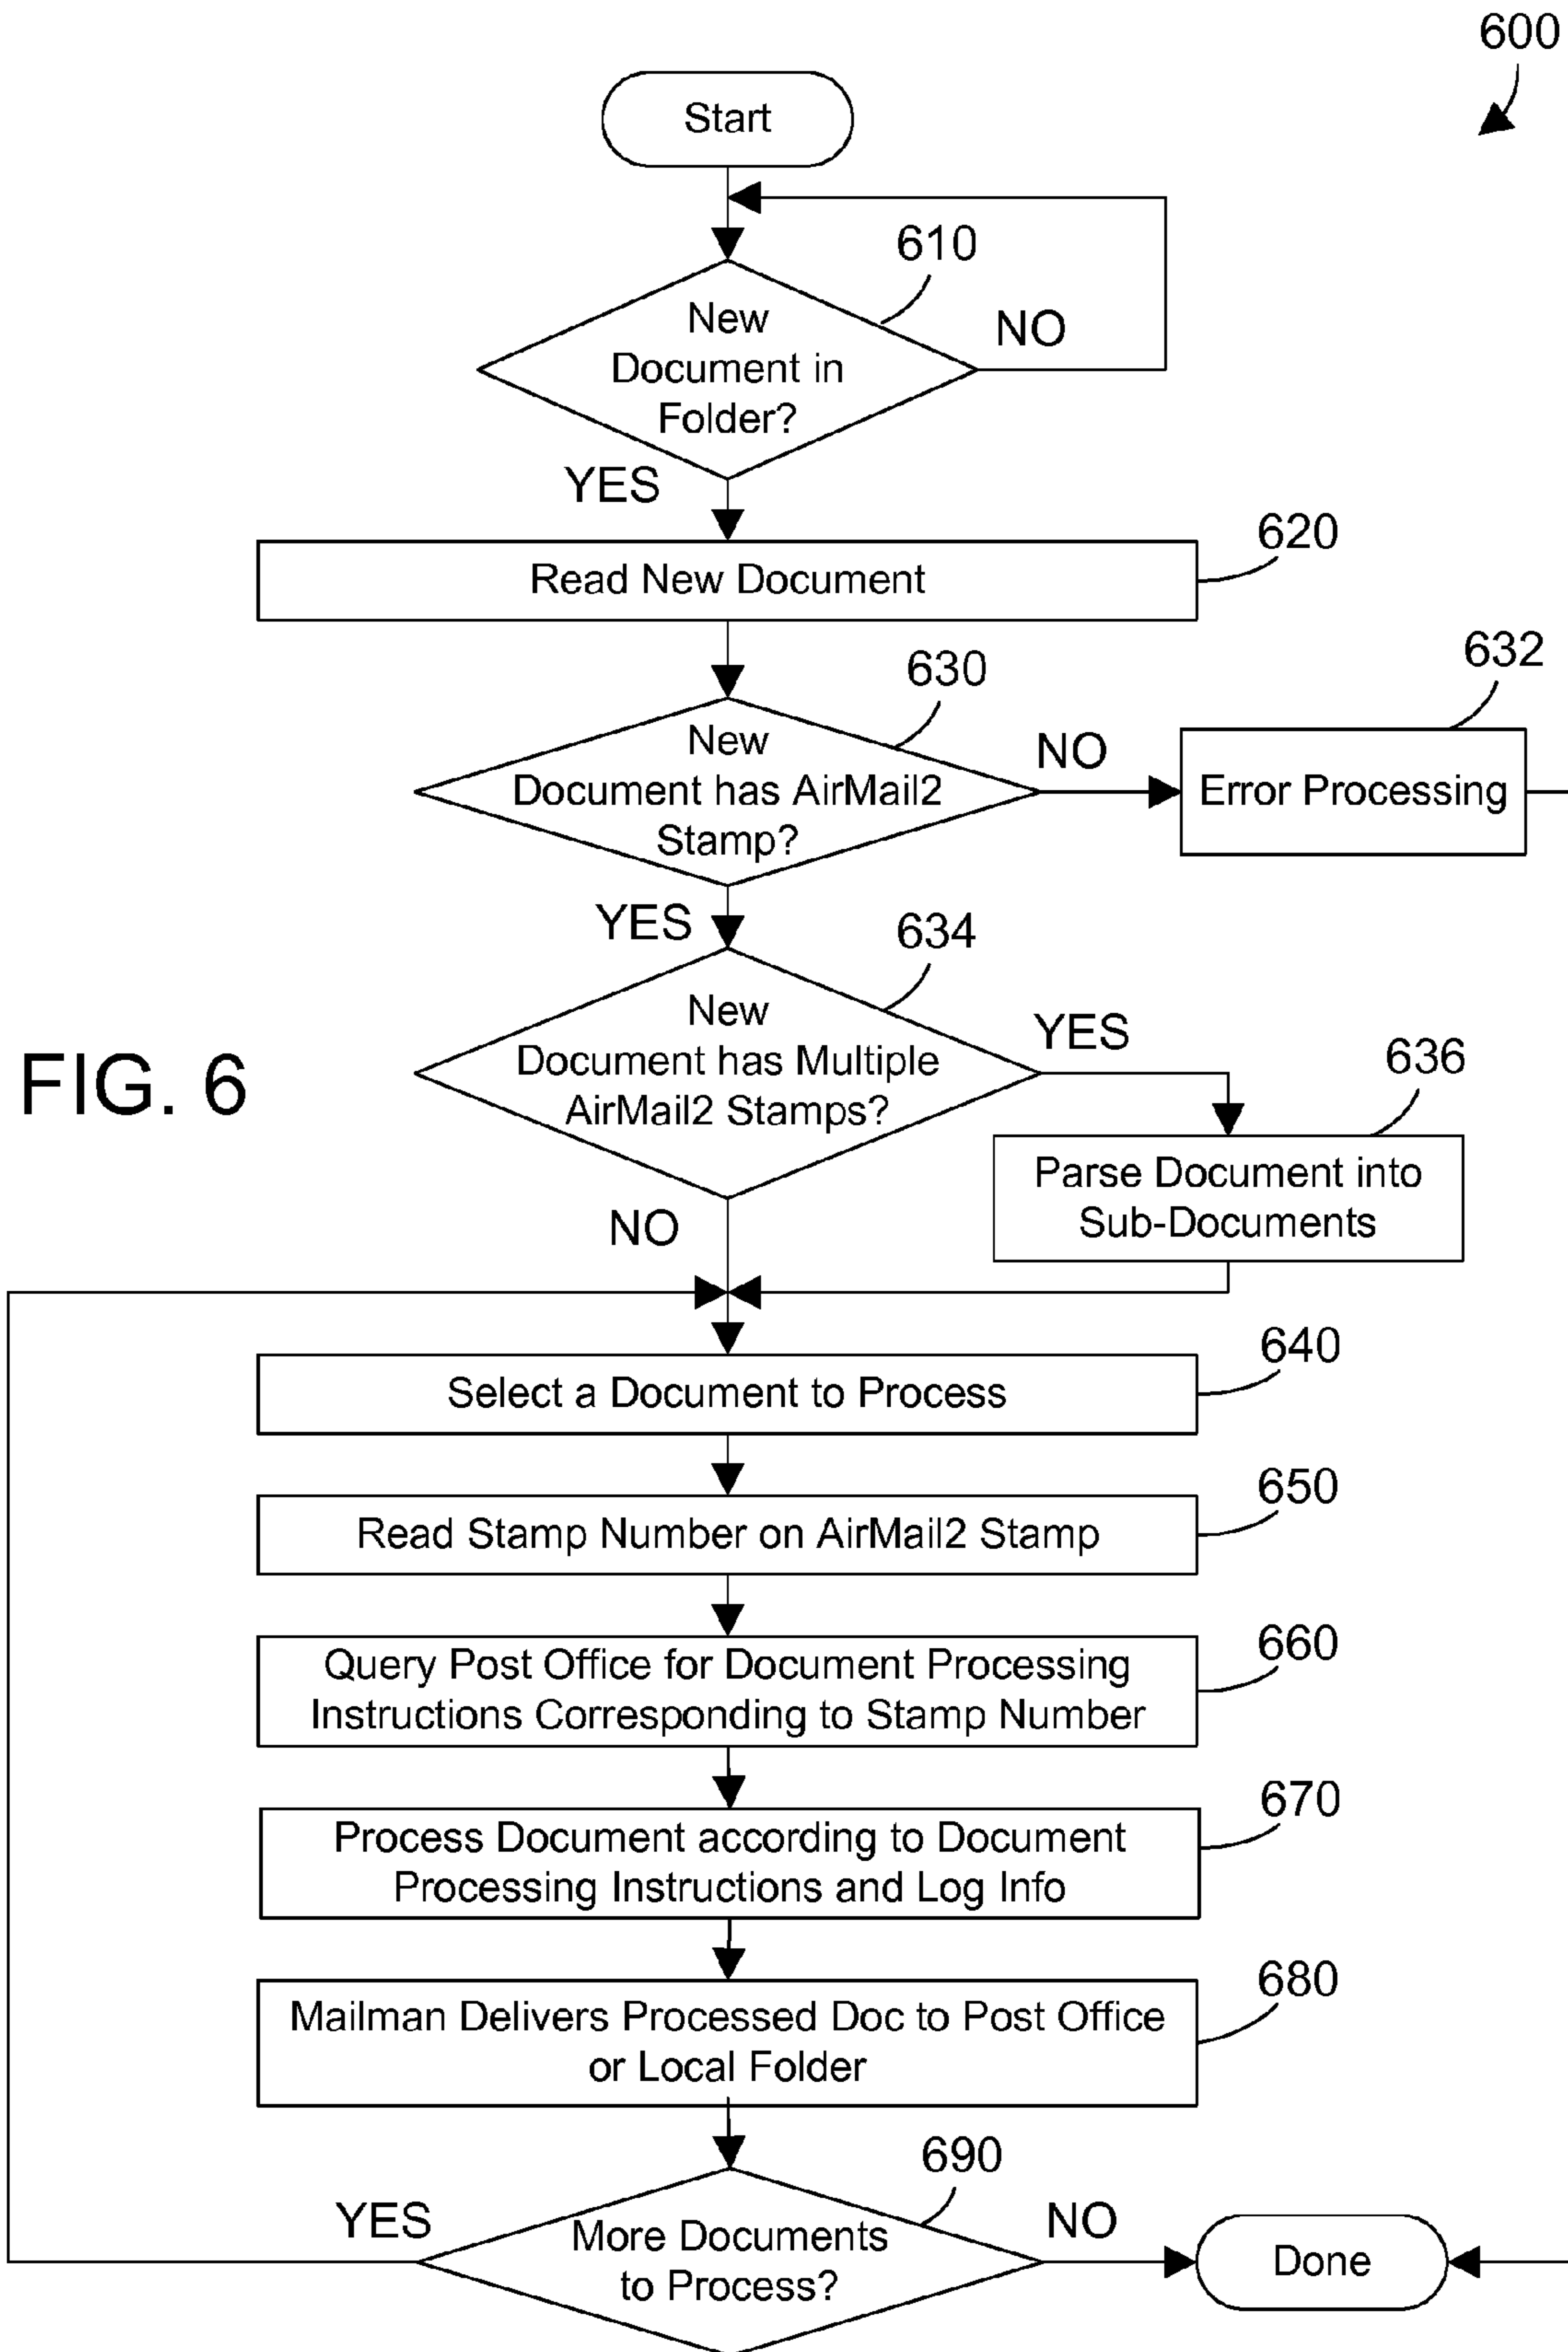 600
Start
610
New
Document in
Folder?
NO
YES
620
Read New Document
630
632
New
Document has AirMail2
Stamp?
NO
Error Processing
YES
634
New
Document has Multiple
AirMail2 Stamps?
YES
636
FIG. 6
Parse Document into
Sub-Documents
NO
640
Select a Document to Process
650
Read Stamp Number on AirMail2 Stamp
660
Query Post Office for Document Processing
Instructions Corresponding to Stamp Number
670
Process Document according to Document
Processing Instructions and Log Info
680
Mailman Delivers Processed Doc to Post Office
or Local Folder
690
YES
More Documents
to Process?
NO
Done